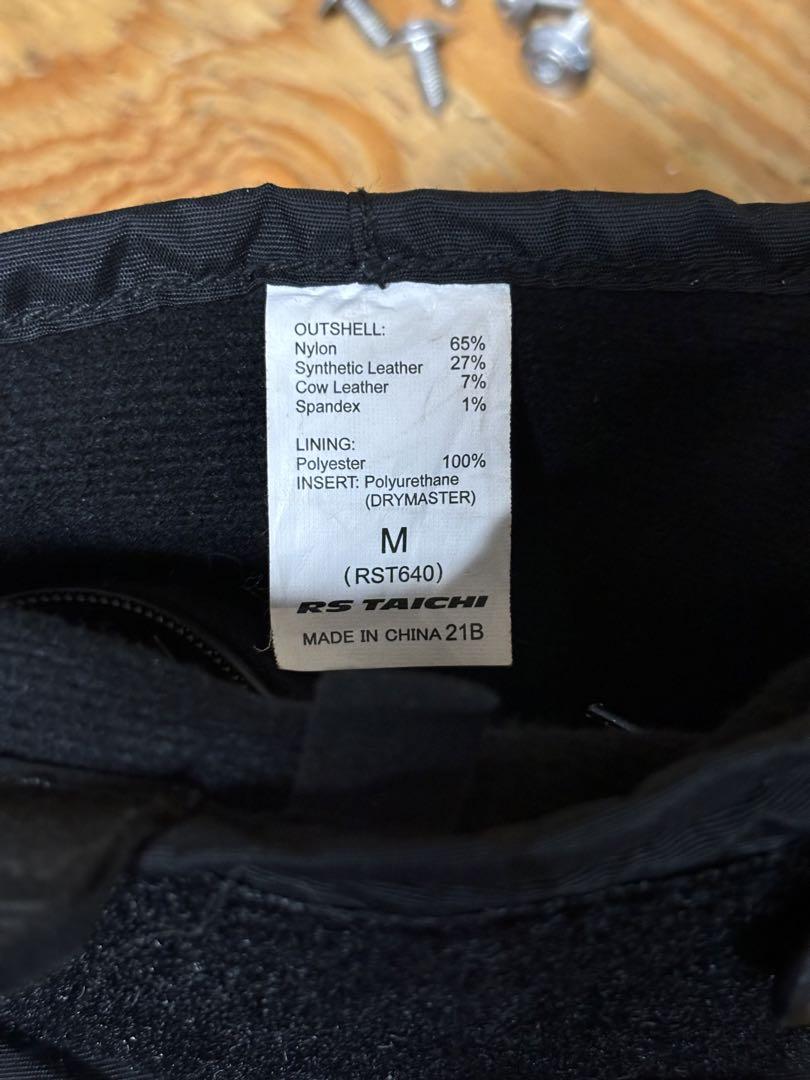 OUTSHELL:
Nylon 65%
Synthetic Leather 27%
Cow Leather 7%
Spandex 1%
LINING:
Polyester 100%
INSERT: Polyurethane
(DRYMASTER)
M
(RST640)
RS TAICHI
MADE IN CHINA 21B